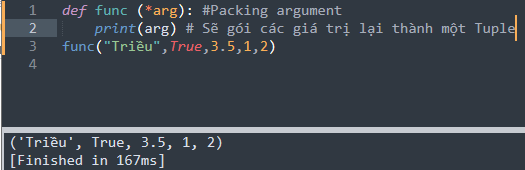 1 def func (*arg): #Packing argument
2 print(arg) # Sẽ gói các giá trị lại thành một Tuple
3 func("Triều",True,3.5,1,2)
4
('Triều', True, 3.5, 1, 2)
[Finished in 167ms]